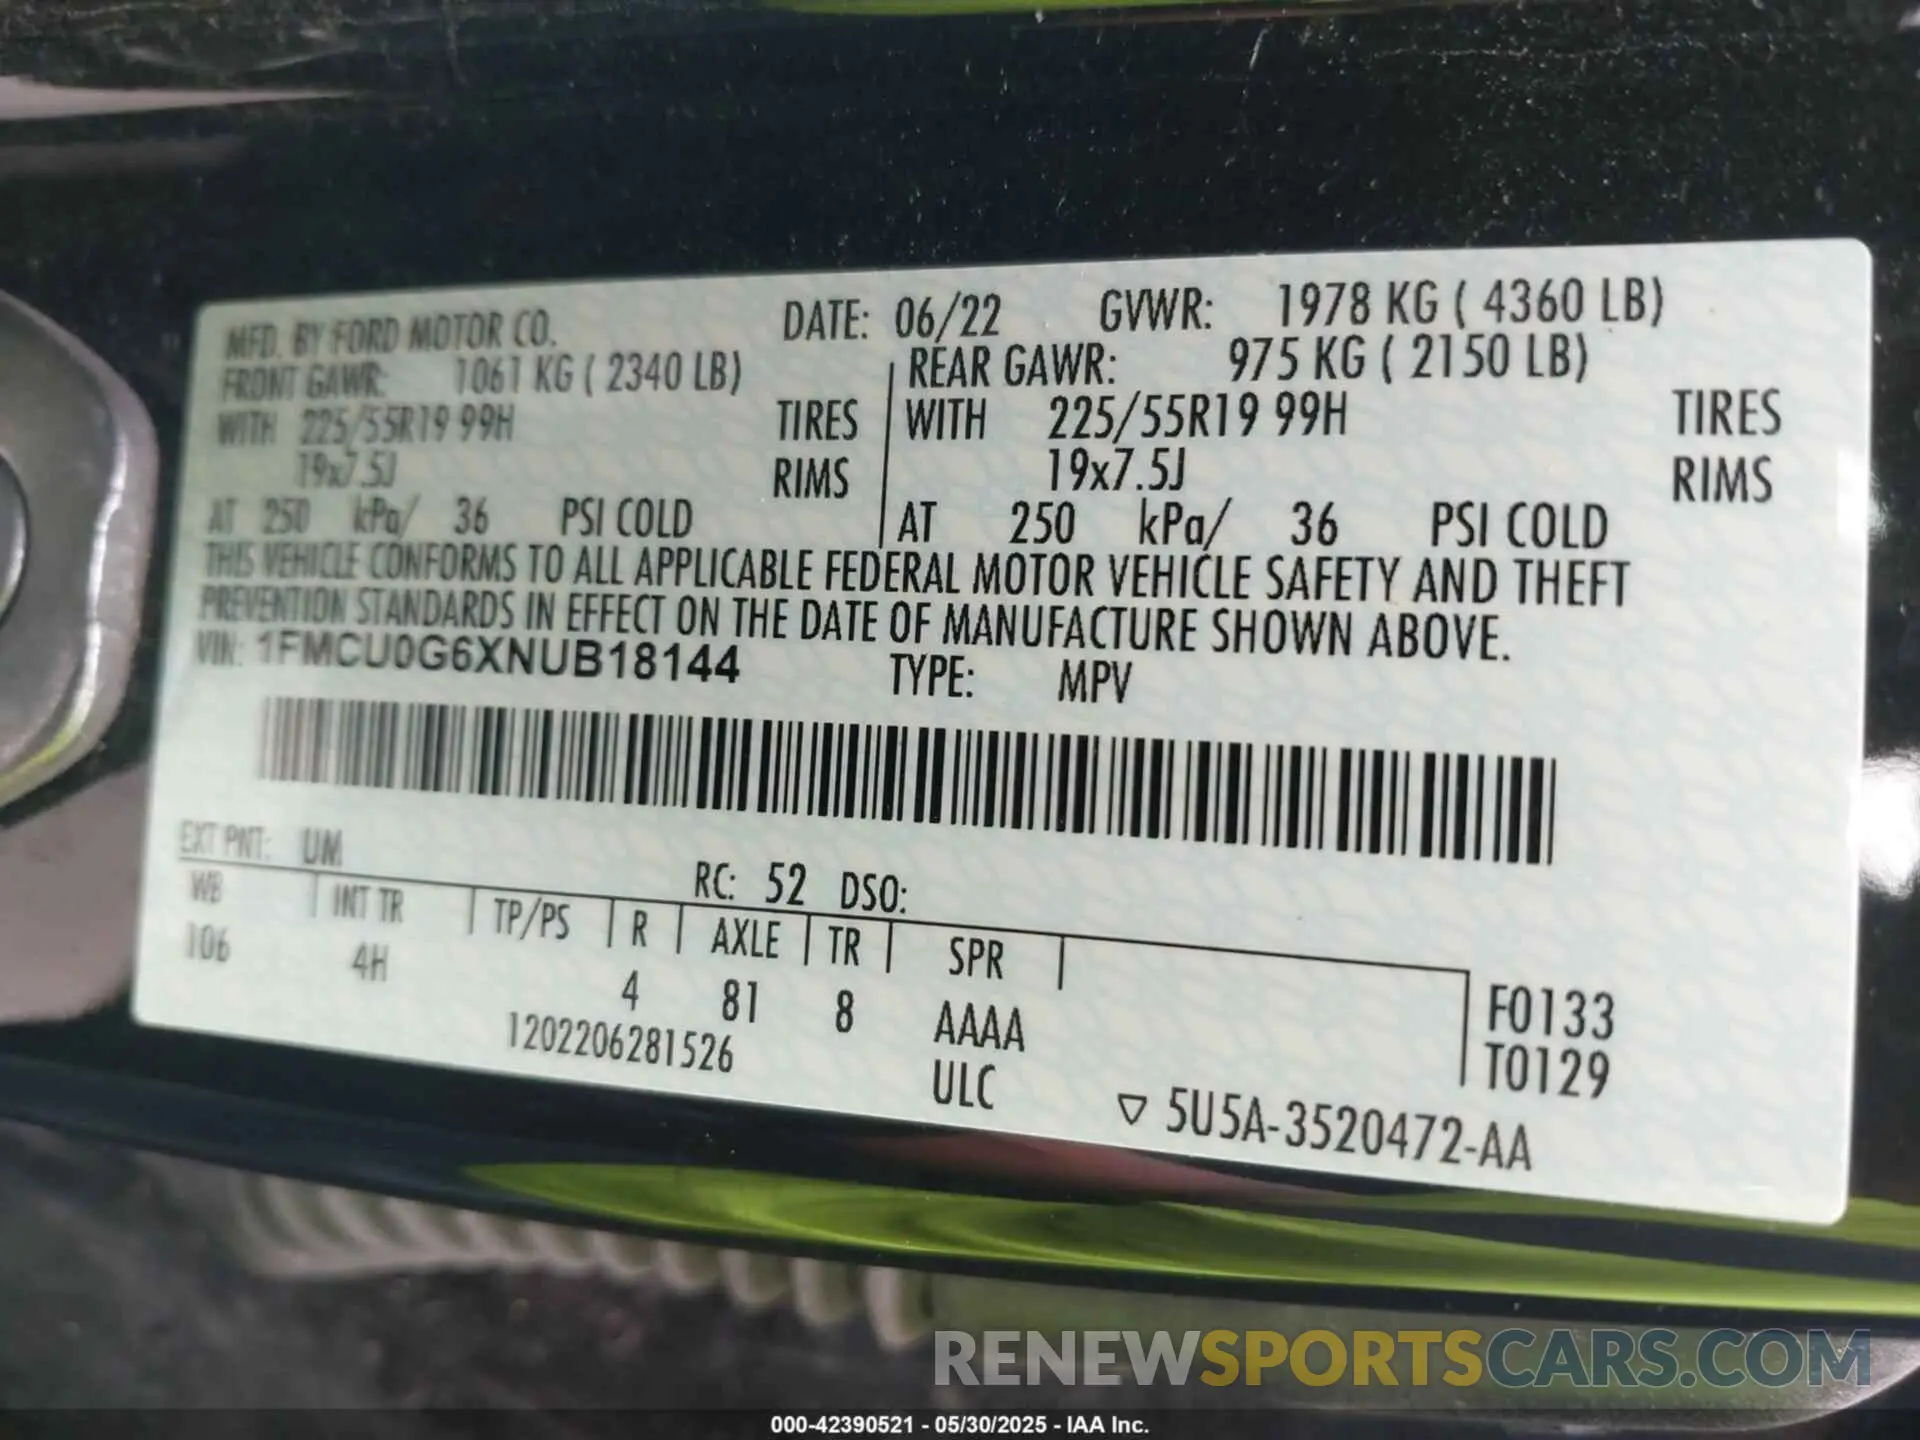 MFD. BY FORD MOTOR CO. DATE: 06/22 GVWR: 1978 KG ( 4360 LB)
FRONT GAWR: 1061 KG ( 2340 LB) REAR GAWR: 975 KG ( 2150 LB)
WITH 225/55R19 99H TIRES WITH 225/55R19 99H TIRES
19x7.5J RIMS 19x7.5J RIMS
AT 250 kPa/ 36 PSI COLD AT 250 kPa/ 36 PSI COLD
THIS VEHICLE CONFORMS TO ALL APPLICABLE FEDERAL MOTOR VEHICLE SAFETY AND THEFT
PREVENTION STANDARDS IN EFFECT ON THE DATE OF MANUFACTURE SHOWN ABOVE.
VIN: 1FMCU0G6XNUB18144 TYPE: MPV
EXT PNT: UM RC: 52 DSO:
WB INT TR TP/PS R AXLE TR SPR
106 4H 4 81 8 AAAA F0133
1202206281526 ULC T0129
▽ 5U5A-3520472-AA
RENEWSPORTSCARS.COM
000-42390521 - 05/30/2025 - IAA Inc.